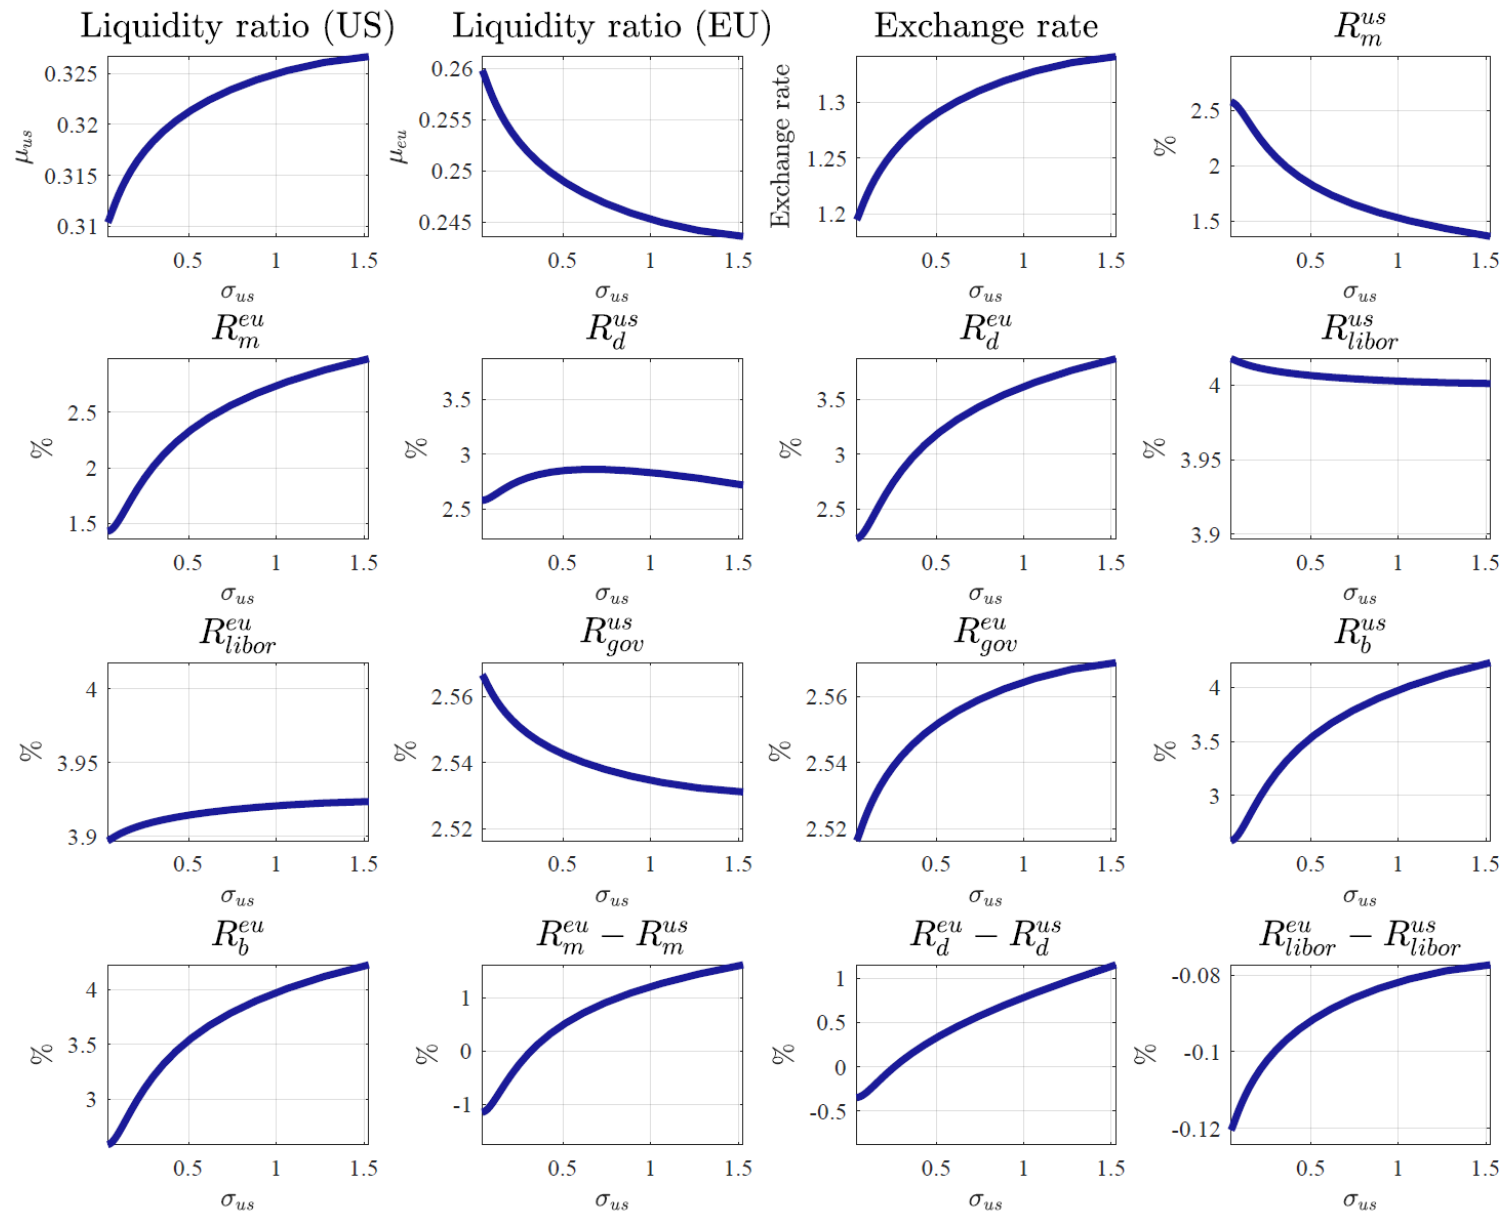 Liquidity ratio (US)
0.325
0.32
0.315
0.31
μ_us
0.5 1 1.5
σ_us
Liquidity ratio (EU)
0.26
0.255
0.25
0.245
μ_eu
0.5 1 1.5
σ_us
Exchange rate
1.3
1.25
1.2
Exchange rate
0.5 1 1.5
σ_us
R_m^us
2.5
2
1.5
%
0.5 1 1.5
σ_us
R_m^eu
2.5
2
1.5
%
0.5 1 1.5
σ_us
R_d^us
3.5
3
2.5
%
0.5 1 1.5
σ_us
R_d^eu
3.5
3
2.5
%
0.5 1 1.5
σ_us
R_libor^us
4
3.95
3.9
%
0.5 1 1.5
σ_us
R_libor^eu
4
3.95
3.9
%
0.5 1 1.5
σ_us
R_gov^us
2.56
2.54
2.52
%
0.5 1 1.5
σ_us
R_gov^eu
2.56
2.54
2.52
%
0.5 1 1.5
σ_us
R_b^us
4
3.5
3
%
0.5 1 1.5
σ_us
R_b^eu
4
3.5
3
%
0.5 1 1.5
σ_us
R_m^eu − R_m^us
1
0
-1
%
0.5 1 1.5
σ_us
R_d^eu − R_d^us
1
0.5
0
-0.5
%
0.5 1 1.5
σ_us
R_libor^eu − R_libor^us
-0.08
-0.1
-0.12
%
0.5 1 1.5
σ_us